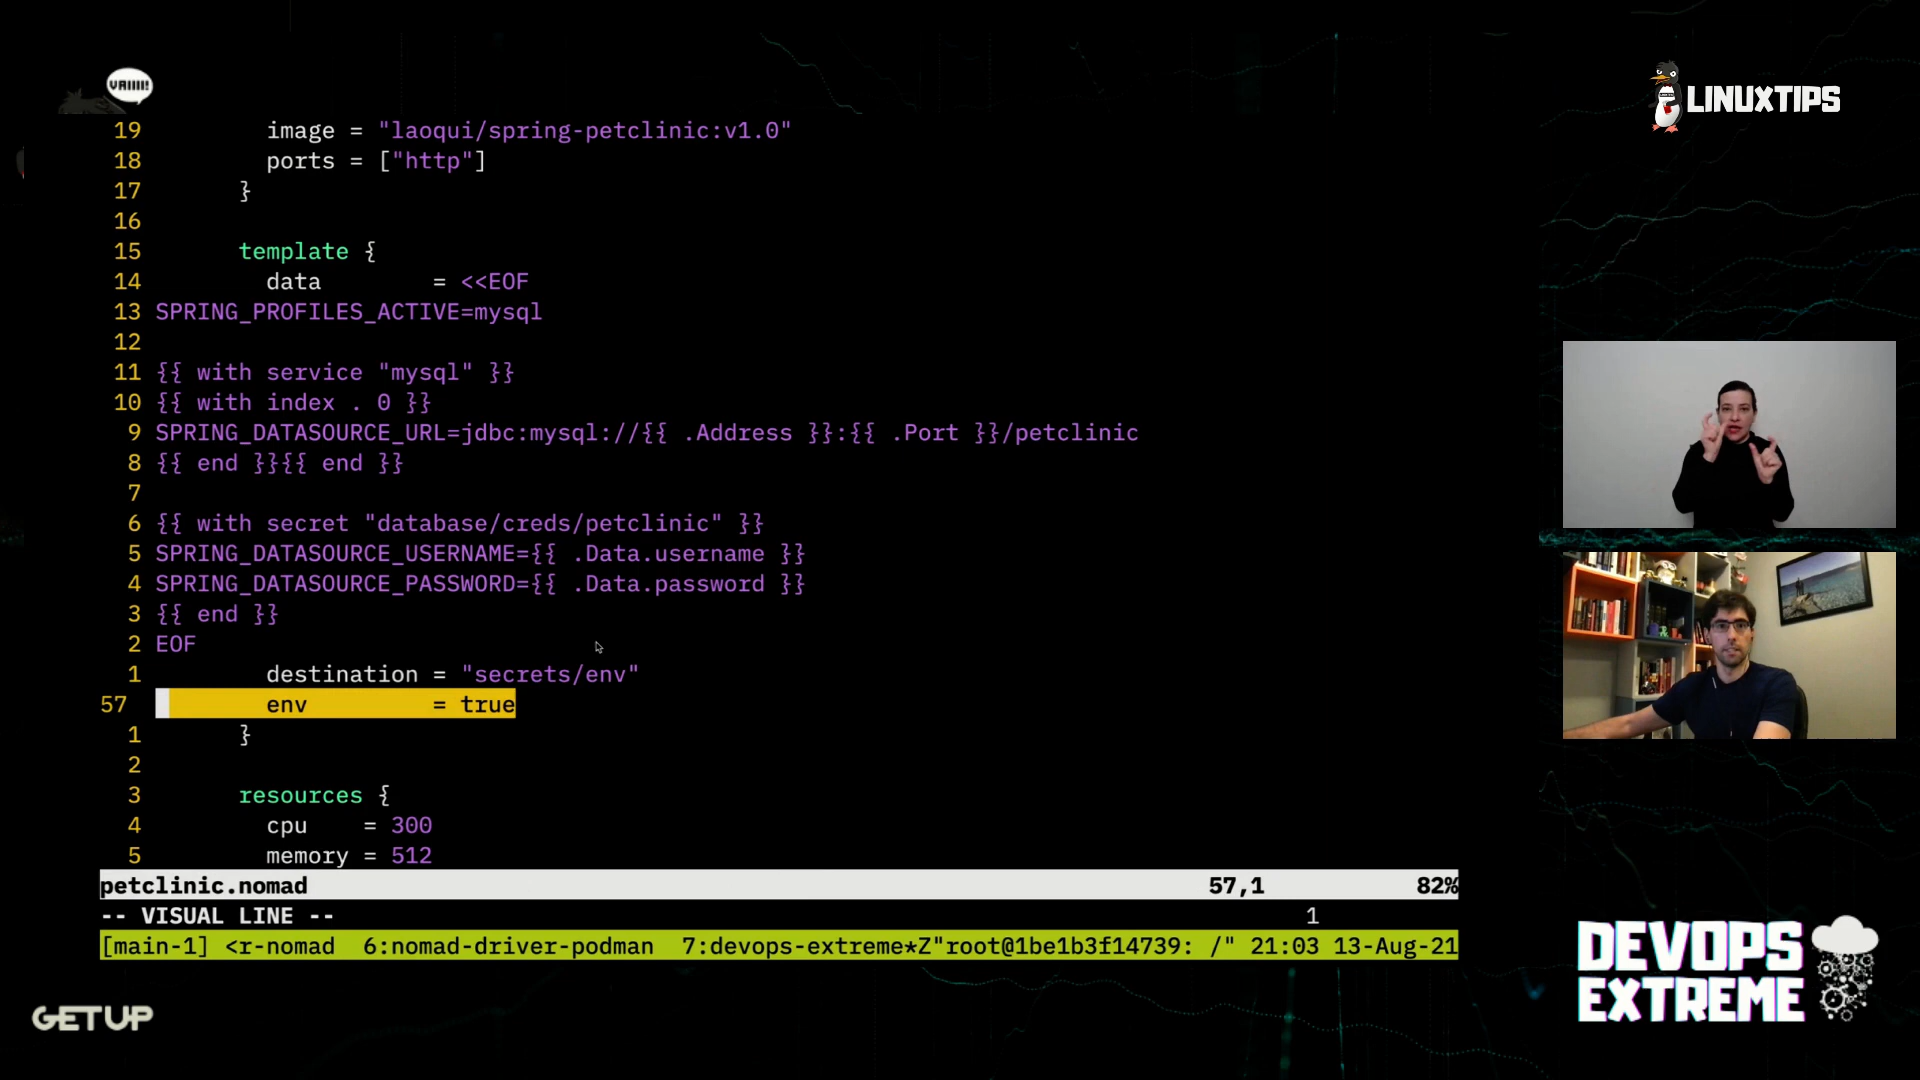 VAIIII!
LINUXTIPS
19 image = "laoqui/spring-petclinic:v1.0"
18 ports = ["http"]
17 }
16
15 template {
14 data = <<EOF
13 SPRING_PROFILES_ACTIVE=mysql
12
11 {{ with service "mysql" }}
10 {{ with index . 0 }}
9 SPRING_DATASOURCE_URL=jdbc:mysql://{{ .Address }}:{{ .Port }}/petclinic
8 {{ end }}{{ end }}
7
6 {{ with secret "database/creds/petclinic" }}
5 SPRING_DATASOURCE_USERNAME={{ .Data.username }}
4 SPRING_DATASOURCE_PASSWORD={{ .Data.password }}
3 {{ end }}
2 EOF
1 destination = "secrets/env"
57 env = true
1 }
2
3 resources {
4 cpu = 300
5 memory = 512
petclinic.nomad 57,1 82%
-- VISUAL LINE -- 1
[main-1] <r-nomad 6:nomad-driver-podman 7:devops-extreme*Z"root@1be1b3f14739: /" 21:03 13-Aug-21
DEVOPS
EXTREME
GETUP